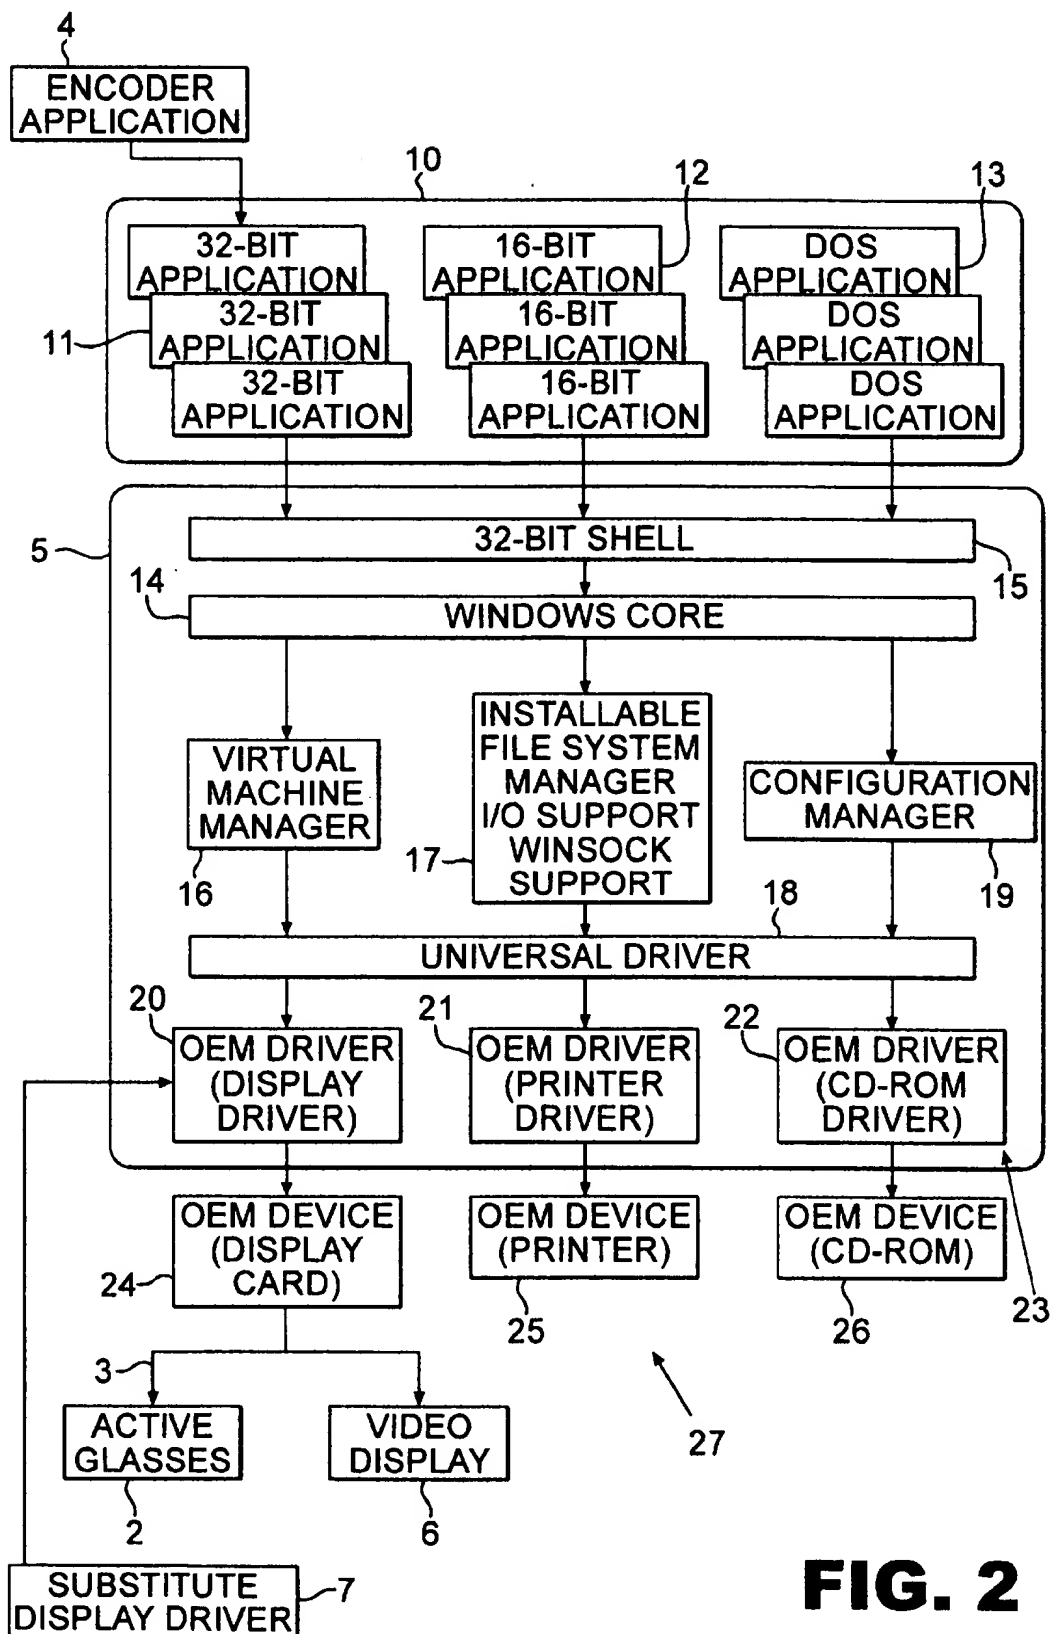 4
ENCODER
APPLICATION
10
12
13
32-BIT
APPLICATION
16-BIT
APPLICATION
DOS
APPLICATION
11
32-BIT
APPLICATION
16-BIT
APPLICATION
DOS
APPLICATION
32-BIT
APPLICATION
16-BIT
APPLICATION
DOS
APPLICATION
5
32-BIT SHELL
15
14
WINDOWS CORE
VIRTUAL
MACHINE
MANAGER
16
INSTALLABLE
FILE SYSTEM
MANAGER
I/O SUPPORT
WINSOCK
SUPPORT
17
CONFIGURATION
MANAGER
19
18
UNIVERSAL DRIVER
20
OEM DRIVER
(DISPLAY
DRIVER)
21
OEM DRIVER
(PRINTER
DRIVER)
22
OEM DRIVER
(CD-ROM
DRIVER)
23
OEM DEVICE
(DISPLAY
CARD)
24
OEM DEVICE
(PRINTER)
25
OEM DEVICE
(CD-ROM)
26
3
ACTIVE
GLASSES
2
VIDEO
DISPLAY
6
27
SUBSTITUTE
DISPLAY DRIVER
7
FIG. 2